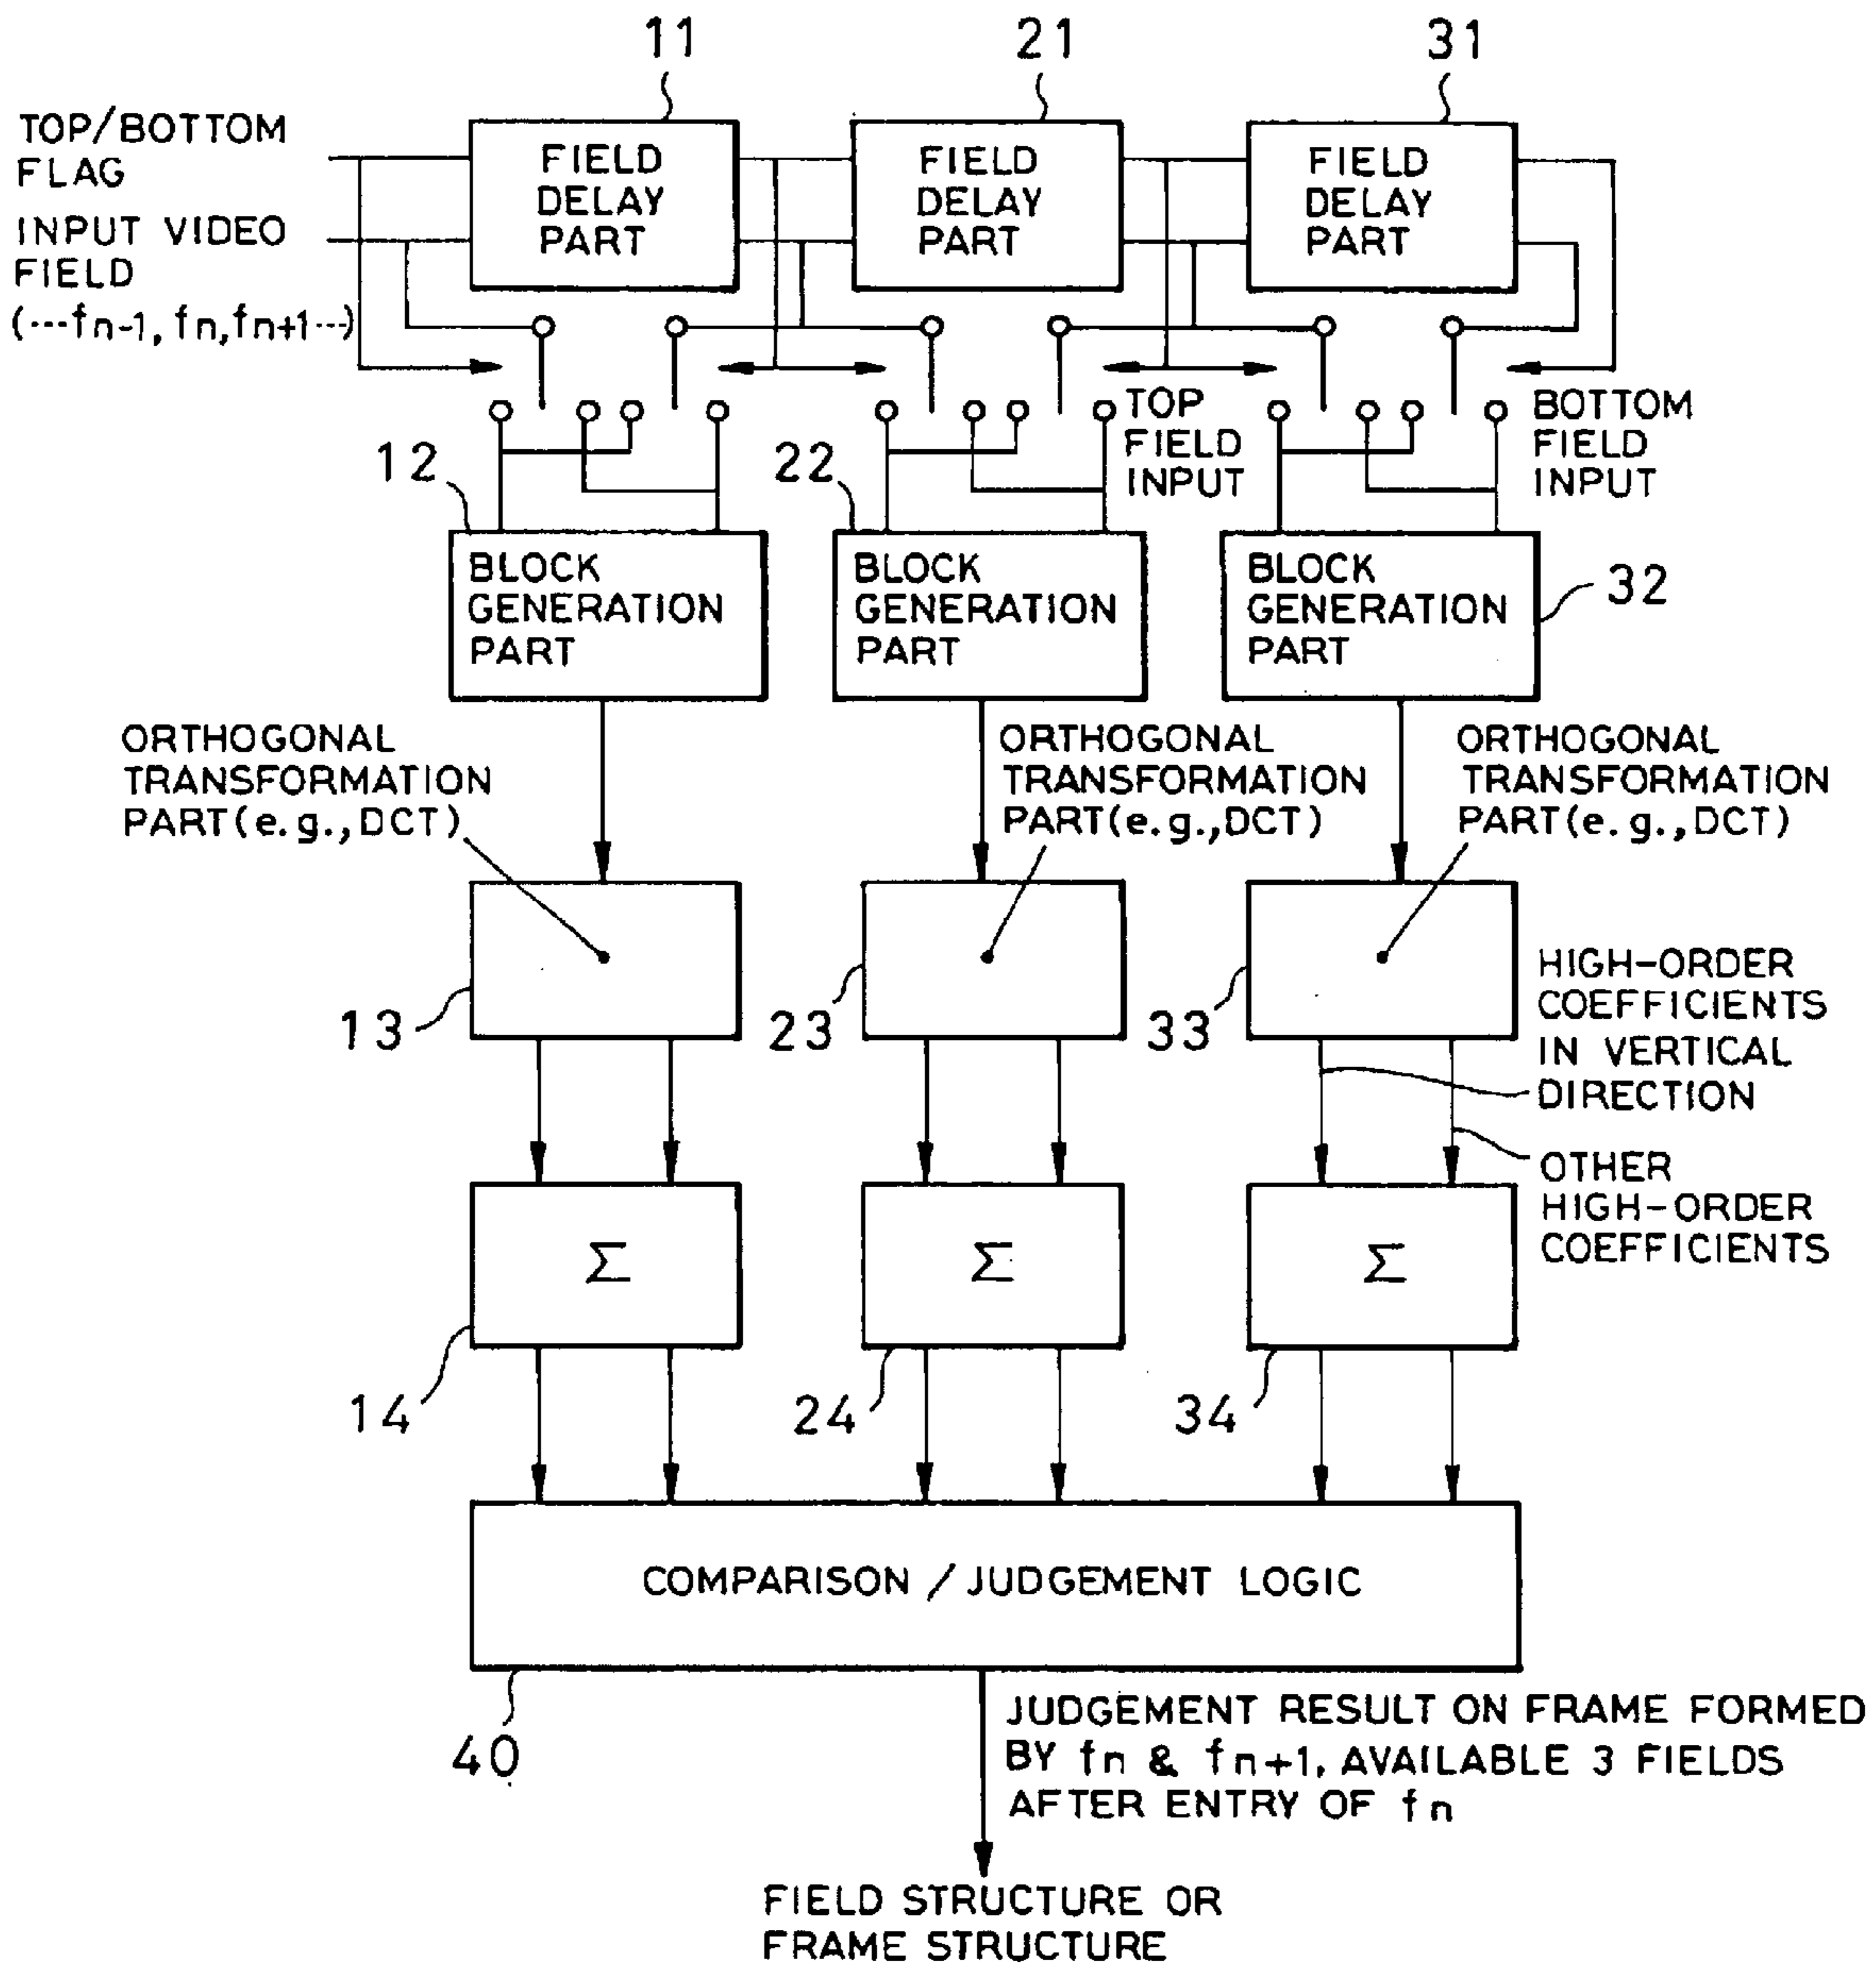 11
21
31
TOP/BOTTOM
FLAG
INPUT VIDEO
FIELD
(···fn-1, fn, fn+1···)
FIELD
DELAY
PART
FIELD
DELAY
PART
FIELD
DELAY
PART
TOP
FIELD
INPUT
BOTTOM
FIELD
INPUT
12
22
32
BLOCK
GENERATION
PART
BLOCK
GENERATION
PART
BLOCK
GENERATION
PART
ORTHOGONAL
TRANSFORMATION
PART(e.g.,DCT)
ORTHOGONAL
TRANSFORMATION
PART(e.g.,DCT)
ORTHOGONAL
TRANSFORMATION
PART(e.g.,DCT)
13
23
33
HIGH-ORDER
COEFFICIENTS
IN VERTICAL
DIRECTION
OTHER
HIGH-ORDER
COEFFICIENTS
Σ
Σ
Σ
14
24
34
COMPARISON / JUDGEMENT LOGIC
40
JUDGEMENT RESULT ON FRAME FORMED
BY fn & fn+1, AVAILABLE 3 FIELDS
AFTER ENTRY OF fn
FIELD STRUCTURE OR
FRAME STRUCTURE